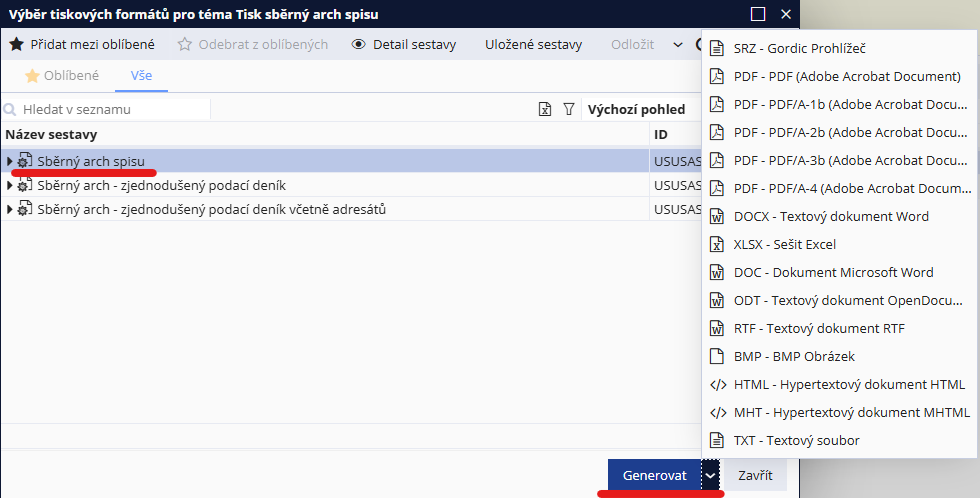 Výběr tiskových formátů pro téma Tisk sběrný arch spisu
Přidat mezi oblíbené Odebrat z oblíbených Detail sestavy Uložené sestavy Odložit
Oblíbené Vše
Hledat v seznamu Výchozí pohled
Název sestavy ID
Sběrný arch spisu USUSAS
Sběrný arch - zjednodušený podací deník USUSAS
Sběrný arch - zjednodušený podací deník včetně adresátů USUSAS
SRZ - Gordic Prohlížeč
PDF - PDF (Adobe Acrobat Document)
PDF - PDF/A-1b (Adobe Acrobat Docu...
PDF - PDF/A-2b (Adobe Acrobat Docu...
PDF - PDF/A-3b (Adobe Acrobat Docu...
PDF - PDF/A-4 (Adobe Acrobat Docum...
DOCX - Textový dokument Word
XLSX - Sešit Excel
DOC - Dokument Microsoft Word
ODT - Textový dokument OpenDocu...
RTF - Textový dokument RTF
BMP - BMP Obrázek
HTML - Hypertextový dokument HTML
MHT - Hypertextový dokument MHTML
TXT - Textový soubor
Generovat Zavřít